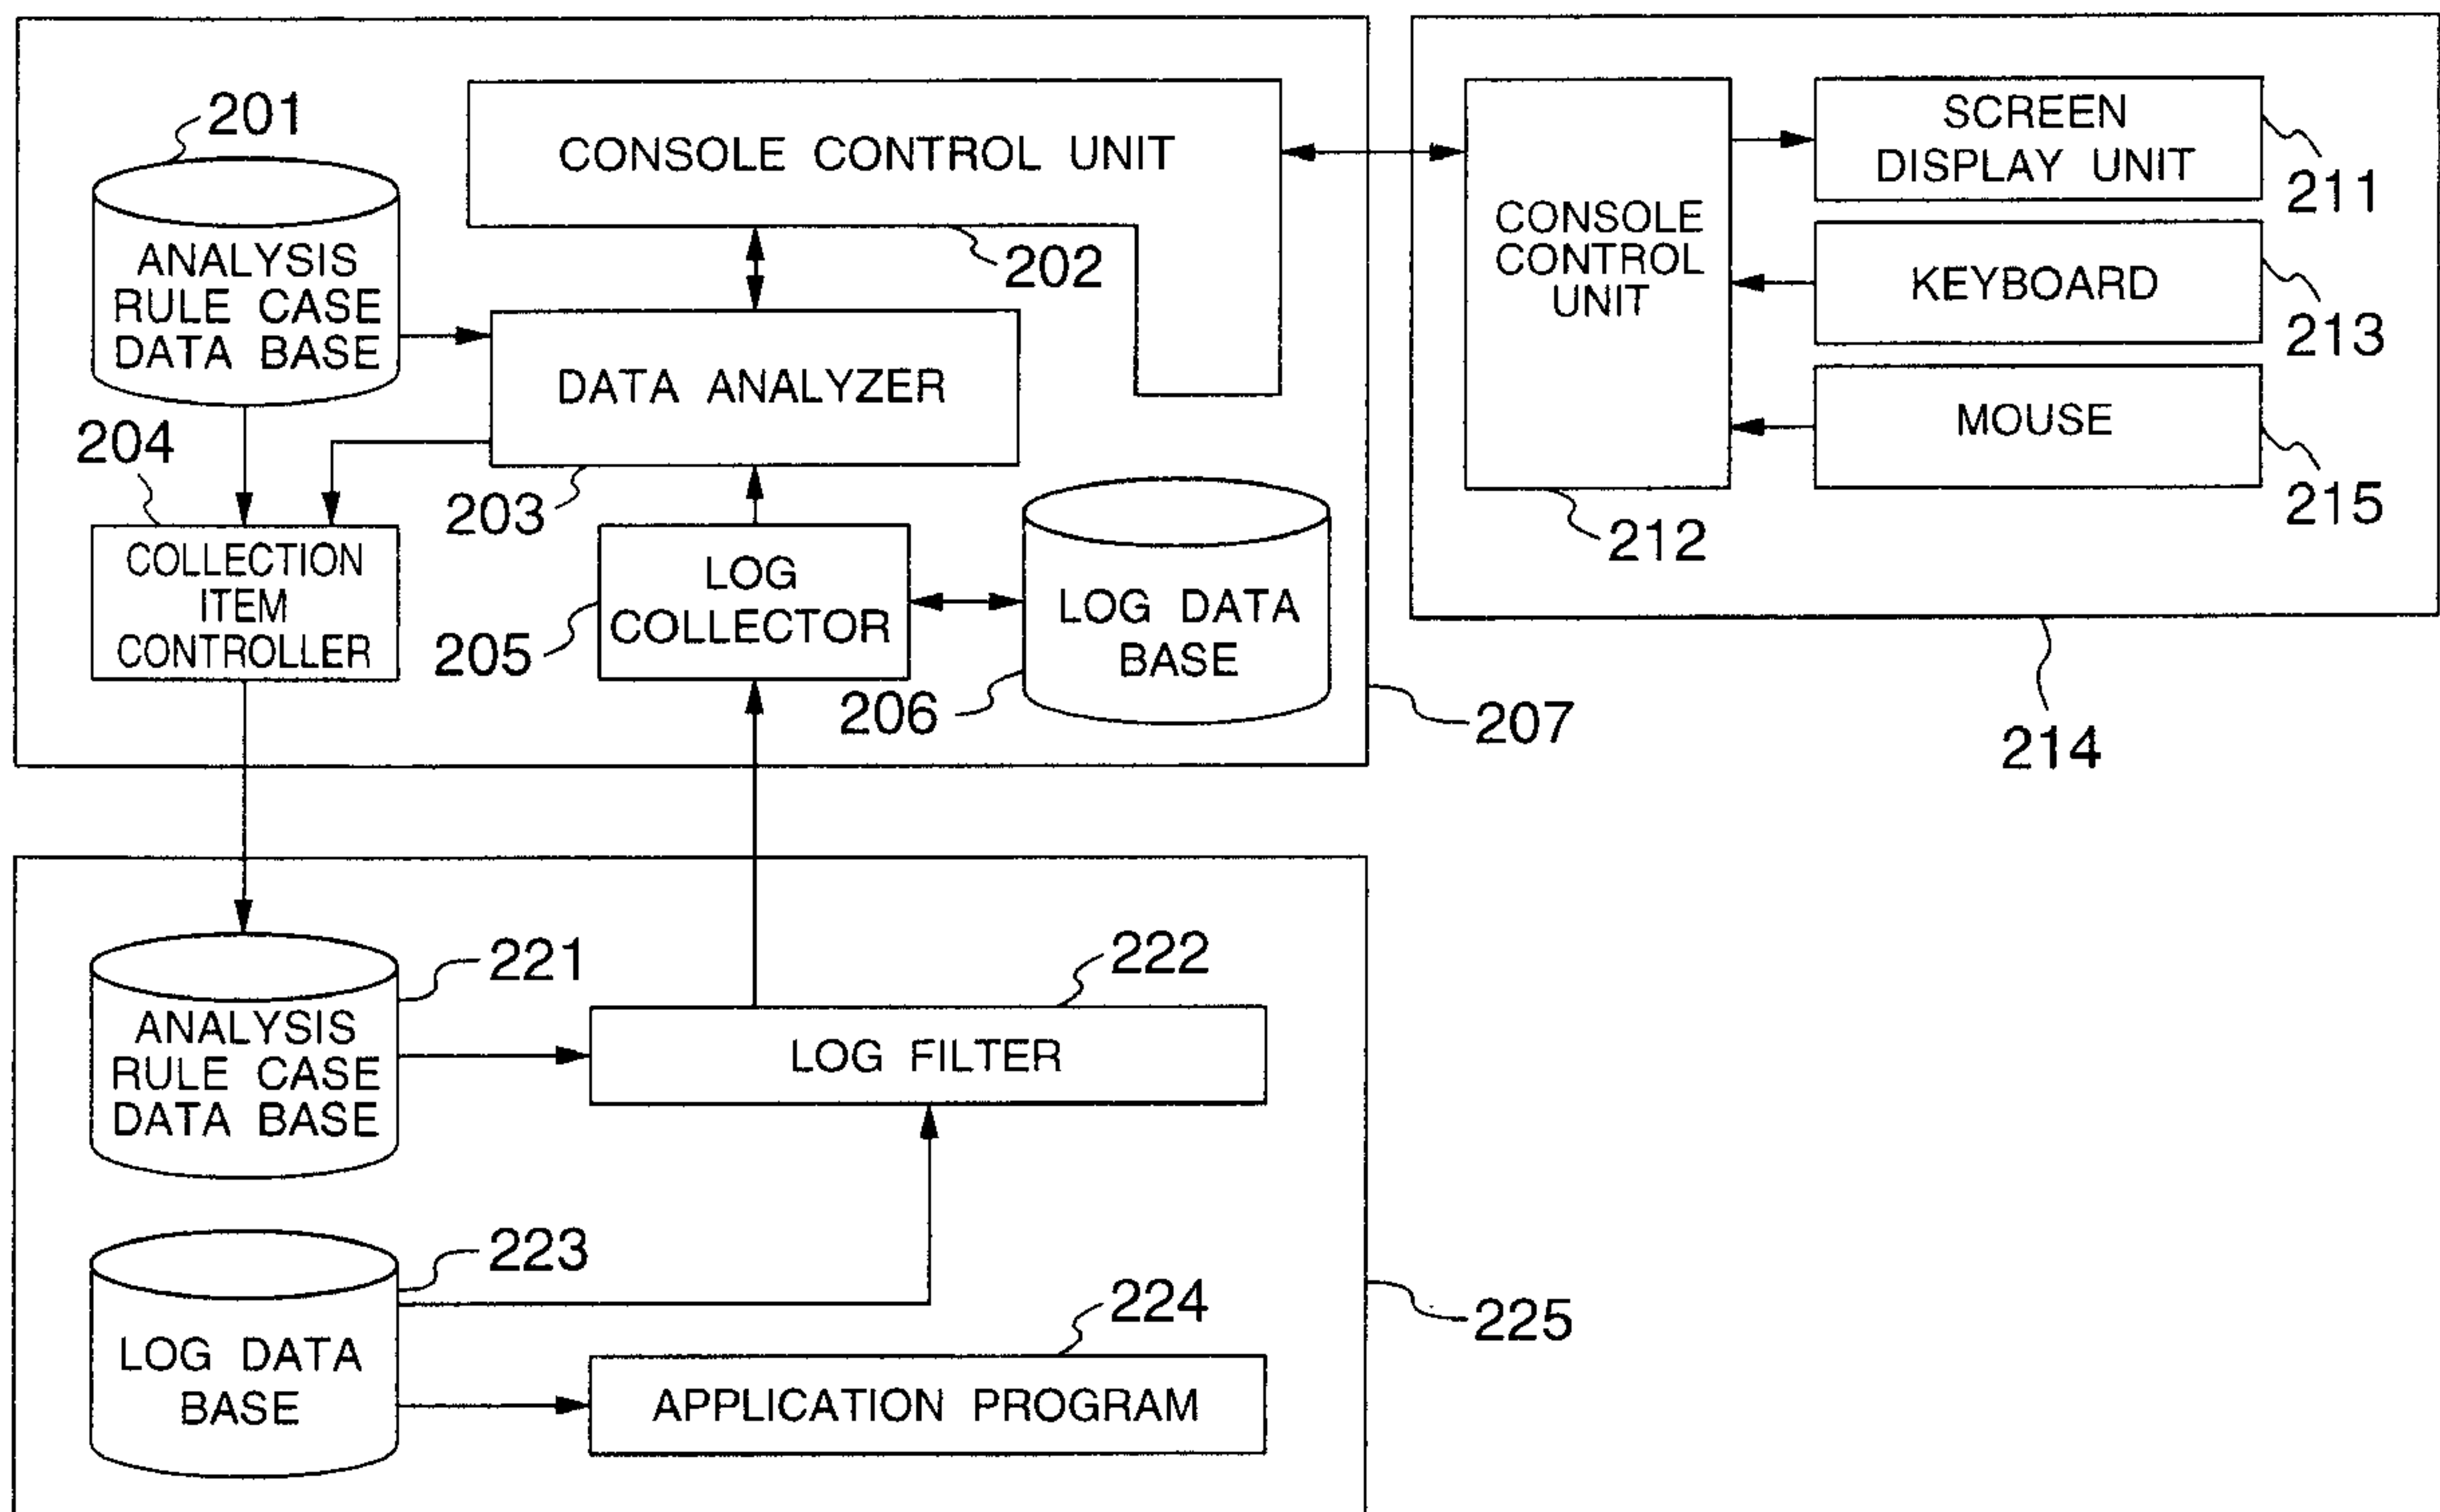 201
ANALYSIS
RULE CASE
DATA BASE
CONSOLE CONTROL UNIT
202
DATA ANALYZER
203
204
COLLECTION
ITEM
CONTROLLER
LOG
COLLECTOR
205
LOG DATA
BASE
206
207
CONSOLE
CONTROL
UNIT
212
SCREEN
DISPLAY UNIT
211
KEYBOARD
213
MOUSE
215
214
ANALYSIS
RULE CASE
DATA BASE
221
LOG FILTER
222
LOG DATA
BASE
223
APPLICATION PROGRAM
224
225